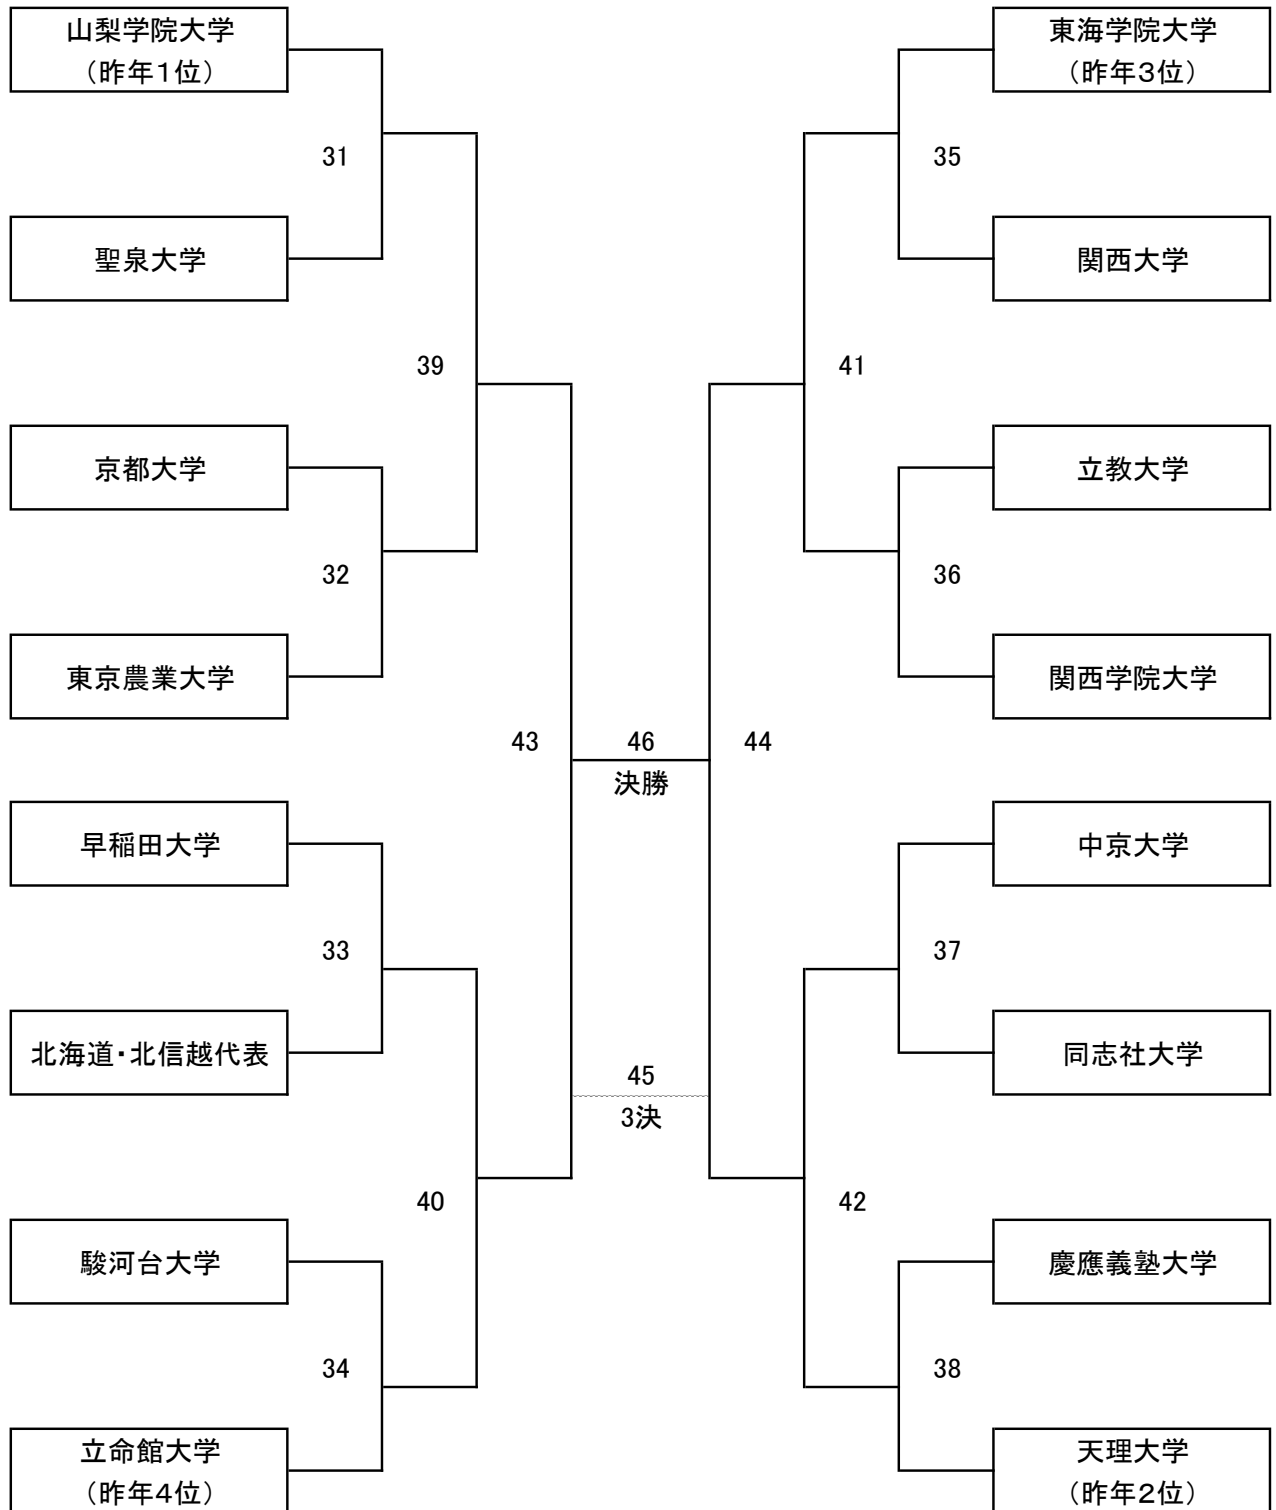 山梨学院大学
（昨年1位）
東海学院大学
（昨年3位）
31
35
聖泉大学
関西大学
39
41
京都大学
立教大学
32
36
東京農業大学
関西学院大学
43
46
44
決勝
早稲田大学
中京大学
33
37
北海道・北信越代表
同志社大学
45
3決
40
42
駿河台大学
慶應義塾大学
34
38
立命館大学
（昨年4位）
天理大学
（昨年2位）